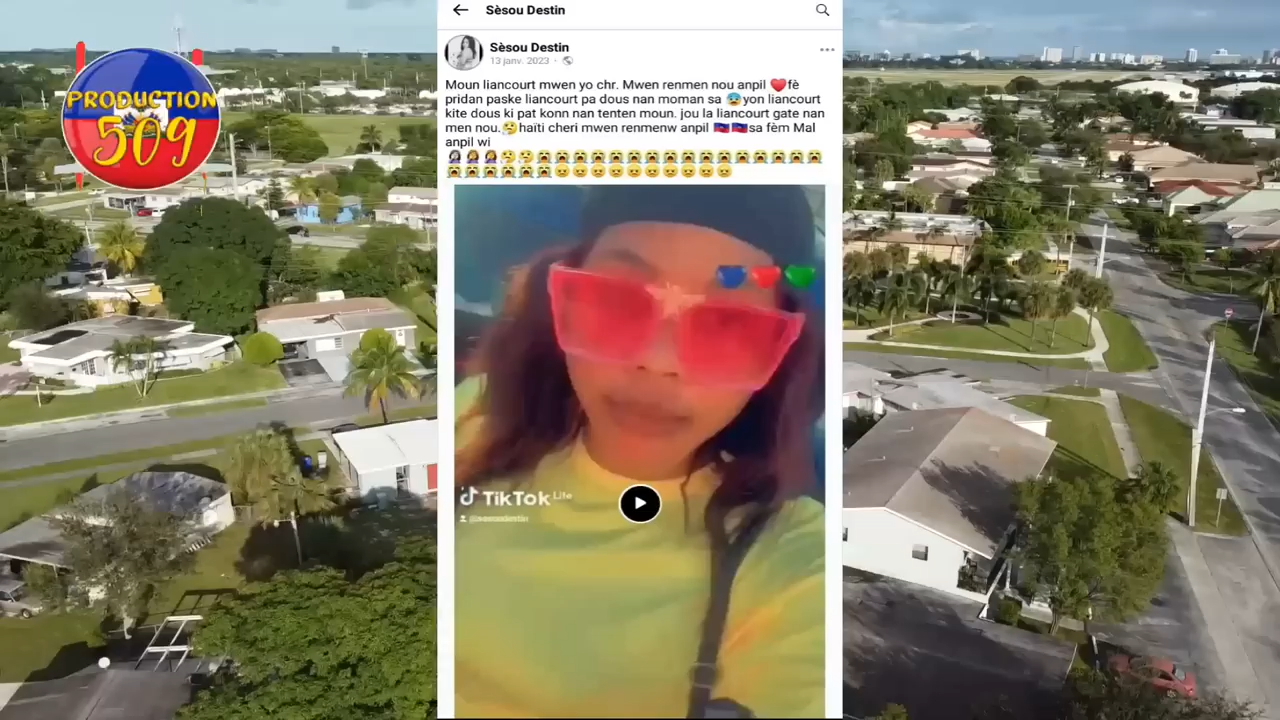 PRODUCTION
509
Sèsou Destin
Sèsou Destin
13 janv. 2023 ·
Moun liancourt mwen yo chr. Mwen renmen nou anpil ❤️fè
pridan paske liancourt pa dous nan moman sa 😰yon liancourt
kite dous ki pat konn nan tenten moun. jou la liancourt gate nan
men nou.🤔haïti cheri mwen renmenw anpil 🇭🇹🇭🇹sa fèm Mal
anpil wi
TikTok Lite